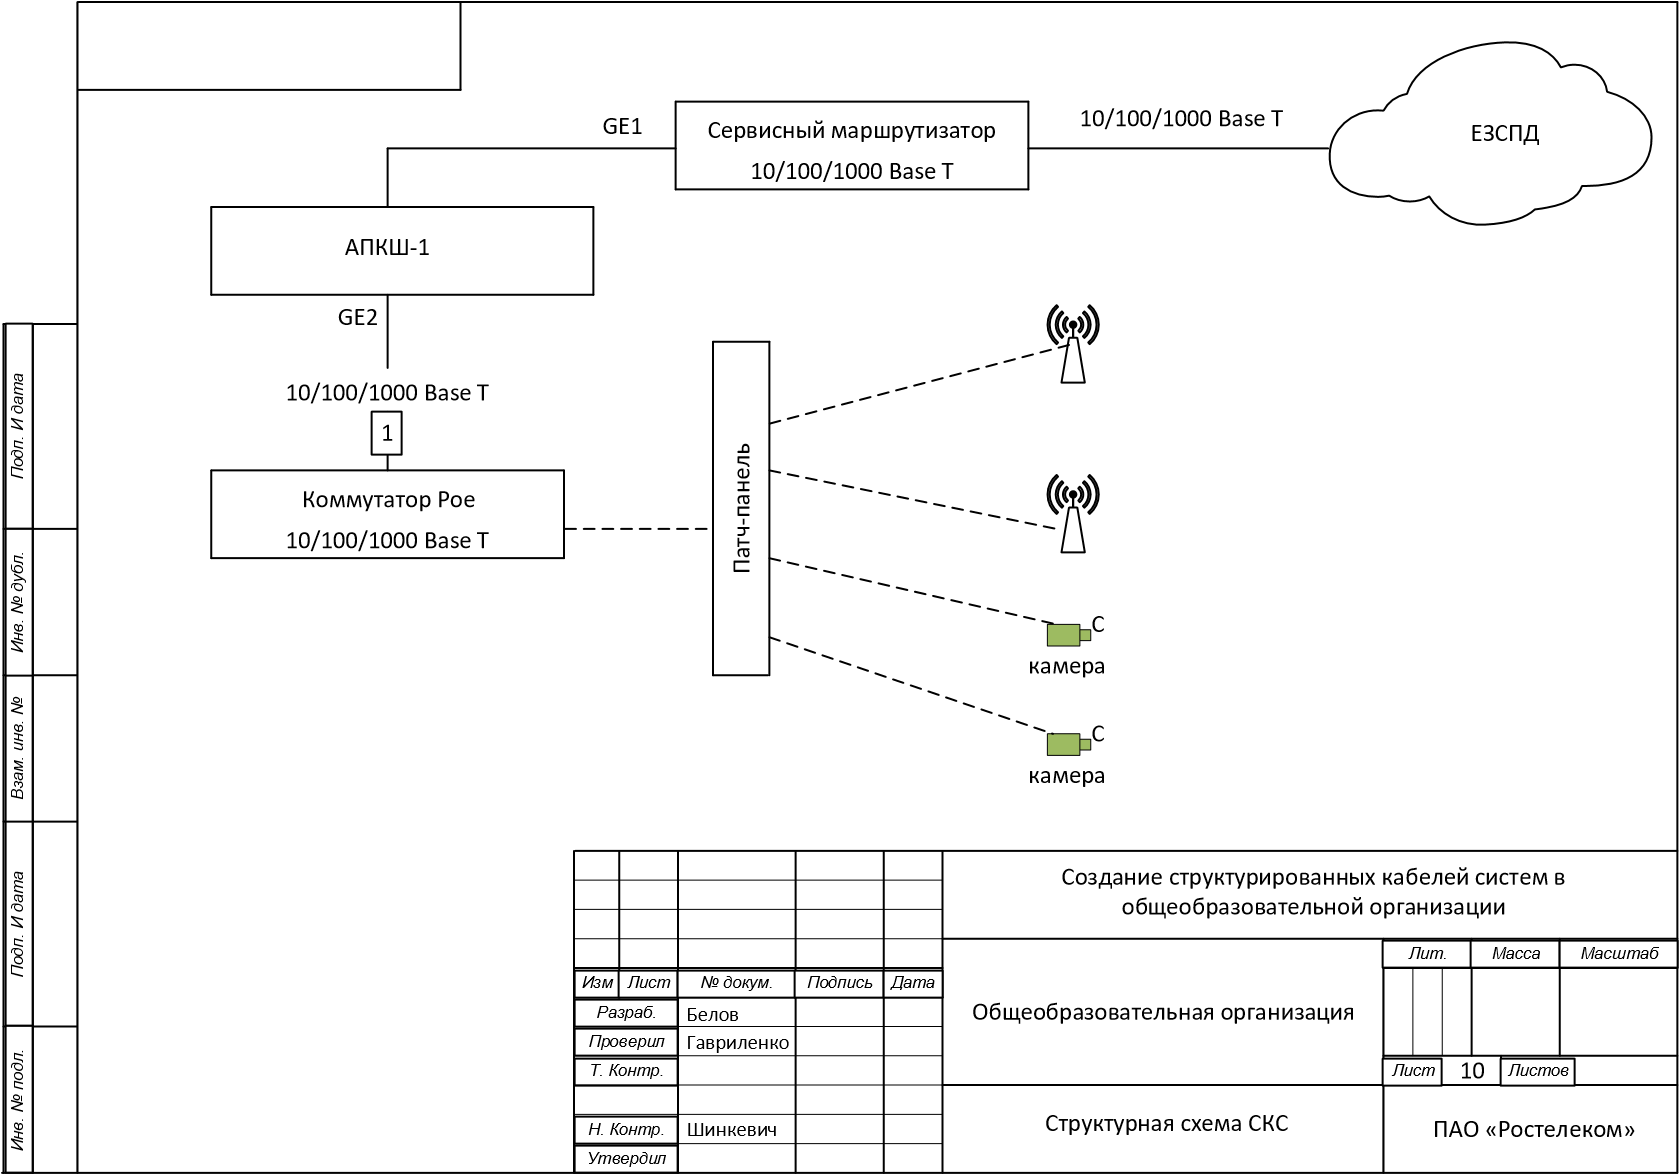 GE1
Сервисный маршрутизатор
10/100/1000 Base T
10/100/1000 Base T
ЕЗСПД
АПКШ-1
GE2
10/100/1000 Base T
1
Коммутатор Poe
10/100/1000 Base T
Патч-панель
С
камера
С
камера
Подп. И дата
Инв. № дубл.
Взам. инв. №
Подп. И дата
Инв. № подл.
Создание структурированных кабелей систем в
общеобразовательной организации
Изм Лист № докум. Подпись Дата
Разраб. Белов
Проверил Гавриленко
Т. Контр.
Н. Контр. Шинкевич
Утвердил
Общеобразовательная организация
Лит. Масса Масштаб
Лист 10 Листов
Структурная схема СКС
ПАО «Ростелеком»